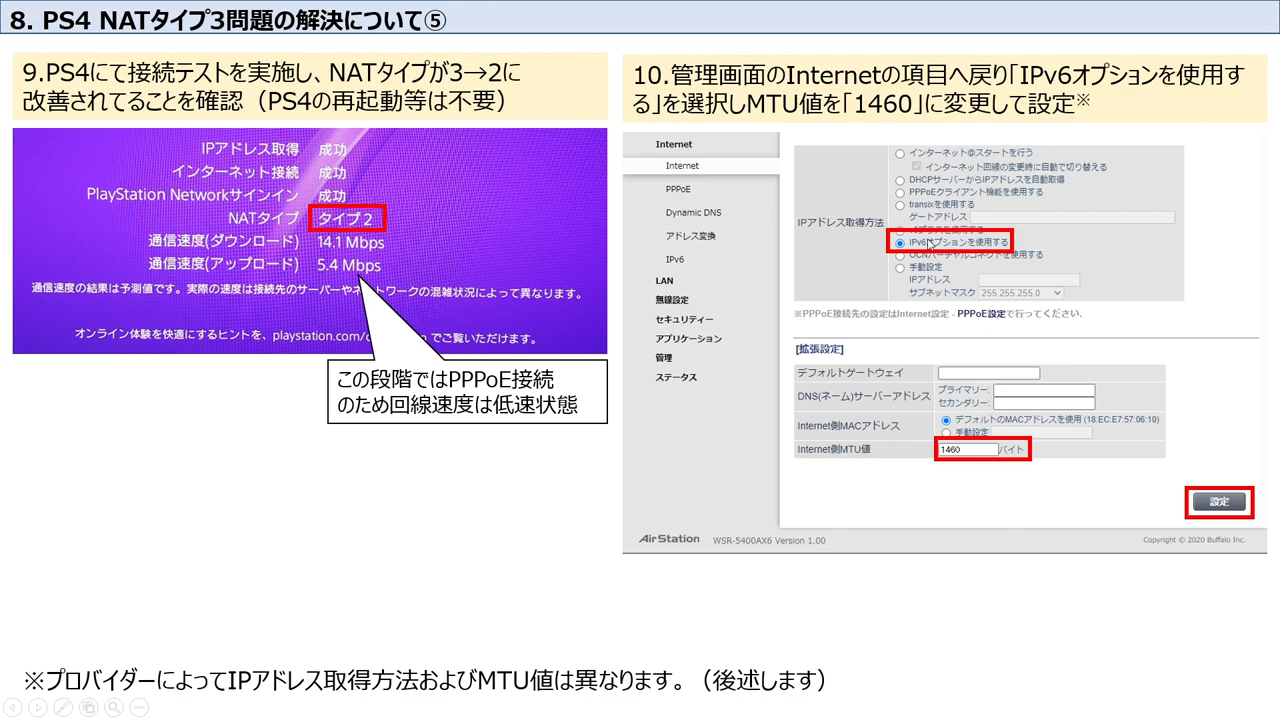 8. PS4 NATタイプ3問題の解決について⑤
9.PS4にて接続テストを実施し、NATタイプが3→2に
改善されてることを確認（PS4の再起動等は不要）
IPアドレス取得 成功
インターネット接続 成功
PlayStation Networkサインイン 成功
NATタイプ タイプ 2
通信速度(ダウンロード) 14.1 Mbps
通信速度(アップロード) 5.4 Mbps
通信速度の結果は予測値です。実際の速度は接続先のサーバーやネットワークの混雑状況によって異なります。
オンライン体験を快適にするヒントを、playstation.com/ でご覧いただけます。
この段階ではPPPoE接続
のため回線速度は低速状態
10.管理画面のInternetの項目へ戻り「IPv6オプションを使用す
る」を選択しMTU値を「1460」に変更して設定※
Internet
Internet
PPPoE
Dynamic DNS
アドレス変換
IPv6
LAN
無線設定
セキュリティー
アプリケーション
管理
ステータス
IPアドレス取得方法
インターネット@スタートを行う
インターネット回線の変更時に自動で切り替える
DHCPサーバーからIPアドレスを自動取得
PPPoEクライアント機能を使用する
transixを使用する
ゲートアドレス
IPv6オプションを使用する
OCNバーチャルコネクトを使用する
手動設定
IPアドレス
サブネットマスク 255.255.255.0
※PPPoE接続先の設定はInternet設定 - PPPoE設定で行ってください.
[拡張設定]
デフォルトゲートウェイ
DNS(ネーム)サーバーアドレス プライマリー:
セカンダリー:
Internet側MACアドレス デフォルトのMACアドレスを使用 (18:EC:E7:57:06:10)
手動設定
Internet側MTU値 1460 バイト
設定
AirStation WSR-5400AX6 Version 1.00
Copyright © 2020 Buffalo Inc.
※プロバイダーによってIPアドレス取得方法およびMTU値は異なります。（後述します）